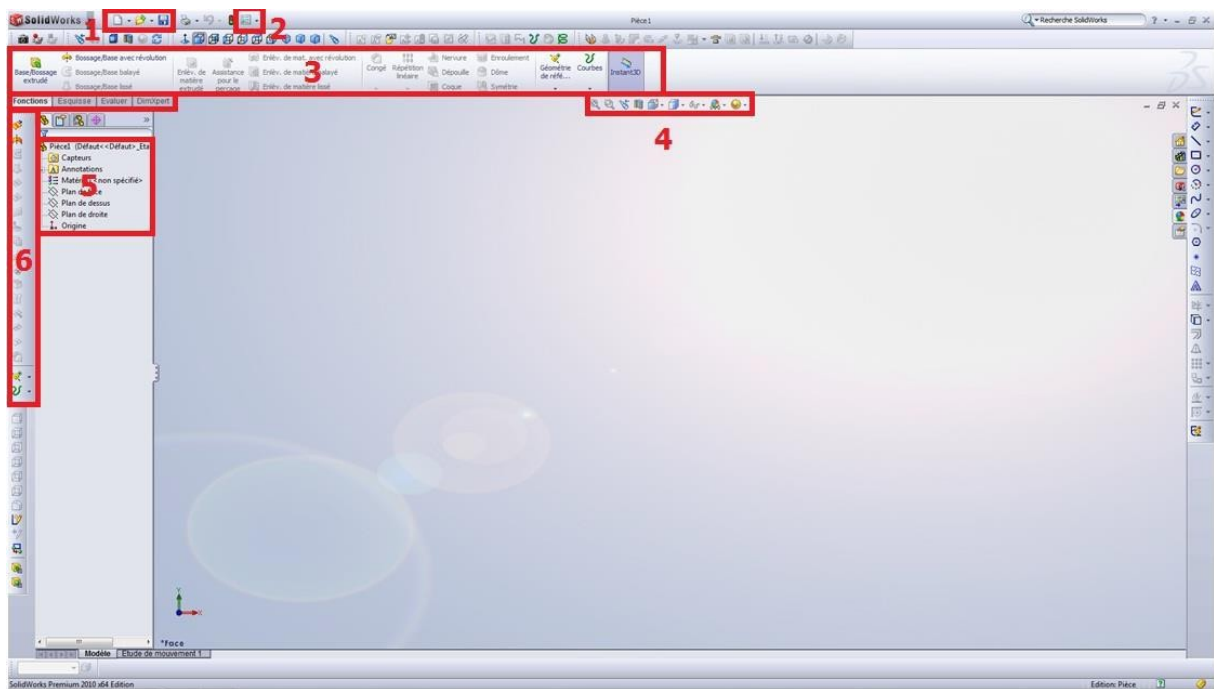 SolidWorks
1
2
Pièce1
Recherche SolidWorks
?
Base/Bossage extrudé
Bossage/Base avec révolution
Bossage/Base balayé
Bossage/Base lissé
Enlèv. de matière extrudé
Assistance pour le perçage
Enlèv. de mat. avec révolution
Enlèv. de matière balayé
Enlèv. de matière lissé
3
Congé
Répétition linéaire
Nervure
Dépouille
Coque
Enroulement
Dôme
Symétrie
Géométrie de réfé...
Courbes
Instant3D
Fonctions Esquisse Evaluer DimXpert
4
Pièce1 (Défaut<<Défaut>_Eta
Capteurs
Annotations
non spécifié>
5
Plan de
Plan de dessus
Plan de droite
Origine
6
Y
X
*Face
Modèle Etude de mouvement 1
SolidWorks Premium 2010 x64 Edition
Edition: Pièce